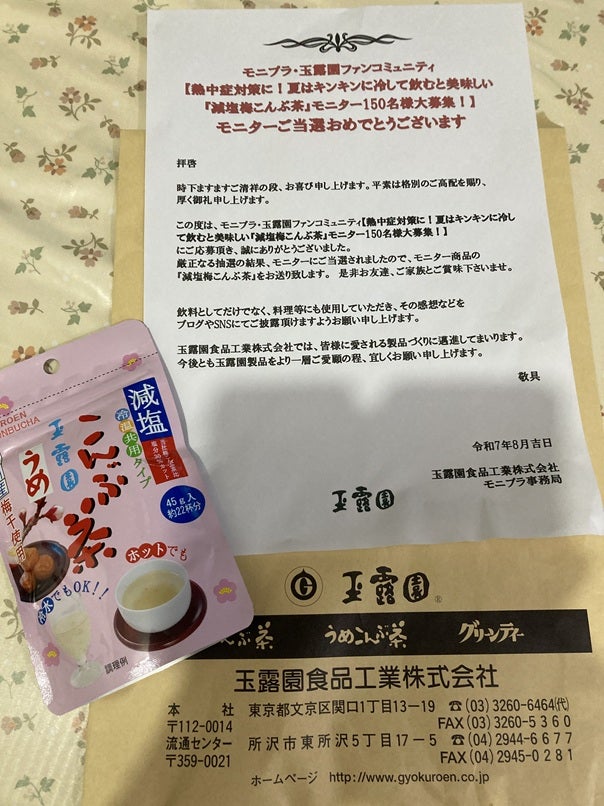 モニプラ・玉露園ファンコミュニティ
【熱中症対策に！夏はキンキンに冷して飲むと美味しい
『減塩梅こんぶ茶』モニター150名様大募集！】
モニターご当選おめでとうございます
拝啓
時下ますますご清祥の段、お喜び申し上げます。平素は格別のご高配を賜り、
厚く御礼申し上げます。
この度は、モニプラ・玉露園ファンコミュニティ【熱中症対策に！夏はキンキンに冷し
て飲むと美味しい『減塩梅こんぶ茶』モニター150名様大募集！】
にご応募頂き、誠にありがとうございました。
厳正なる抽選の結果、モニターにご当選されましたので、モニター商品の
『減塩梅こんぶ茶』をお送り致します。 是非お友達、ご家族とご賞味下さいませ。
飲料としてだけでなく、料理等にも使用していただき、その感想などを
ブログやSNSにてご披露頂けますようお願い申し上げます。
玉露園食品工業株式会社では、皆様に愛される製品づくりに邁進してまいります。
今後とも玉露園製品をより一層ご愛顧の程、宜しくお願い申し上げます。
敬具
令和7年8月吉日
玉露園食品工業株式会社
モニプラ事務局
玉露園
減塩
冷温共用タイプ
玉露園
こんぶ茶
うめ
梅干使用
45g入
約22杯分
ホットでも
冷水でもOK！！
調理例
玉露園®
んぶ茶 うめこんぶ茶 グリーンティー
玉露園食品工業株式会社
本社 東京都文京区関口1丁目13－19 ☎(03)3260-6464(代)
〒112-0014 FAX(03)3260-5360
流通センター 所沢市東所沢5丁目17－5 ☎(04)2944-6677
〒359-0021 FAX(04)2945-0281
ホームページ http://www.gyokuroen.co.jp